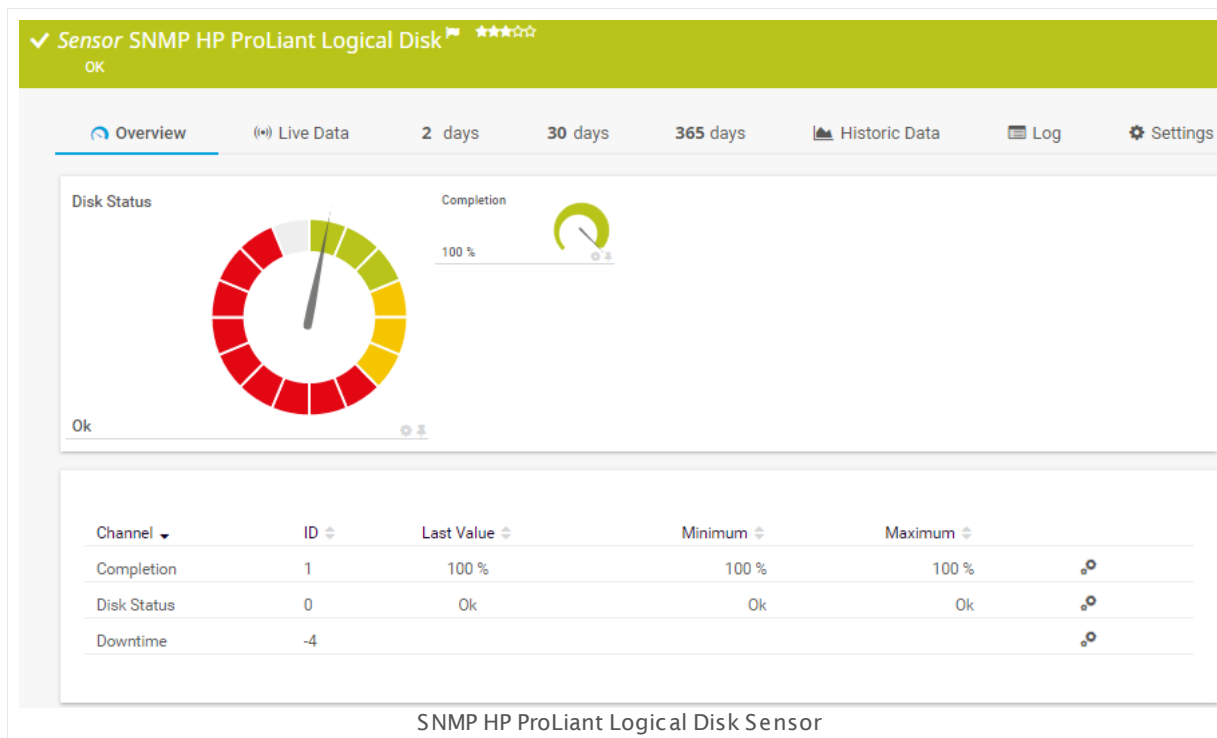 Sensor SNMP HP ProLiant Logical Disk
OK
Overview Live Data 2 days 30 days 365 days Historic Data Log Settings
Disk Status
Ok
Completion
100 %
Channel ID Last Value Minimum Maximum
Completion 1 100 % 100 % 100 %
Disk Status 0 Ok Ok Ok
Downtime -4
SNMP HP ProLiant Logical Disk Sensor